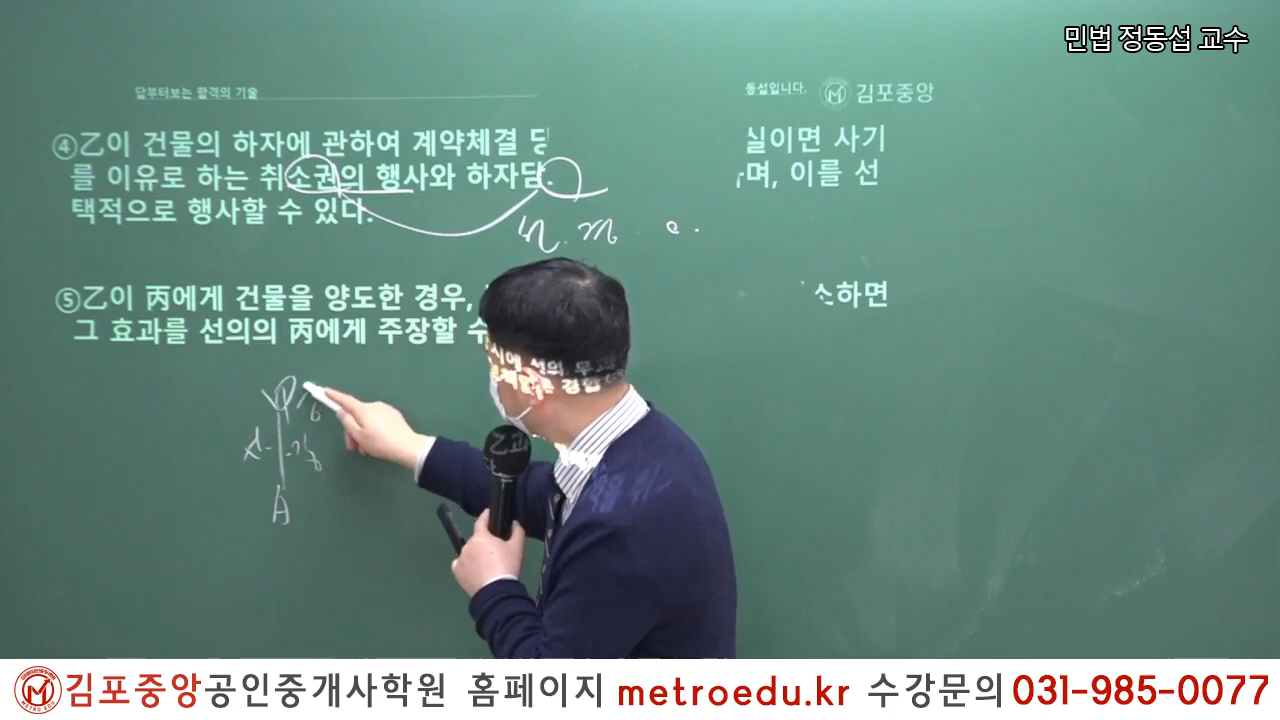 민법 정동섭 교수
답부터보는 합격의 기술
동섭입니다.
김포중앙
④乙이 건물의 하자에 관하여 계약체결 당 실이면 사기
를 이유로 하는 취소권의 행사와 하자담 며, 이를 선
택적으로 행사할 수 있다.
⑤乙이 丙에게 건물을 양도한 경우, 소하면
그 효과를 선의의 丙에게 주장할 수
A
김포중앙공인중개사학원 홈페이지 metroedu.kr 수강문의 031-985-0077